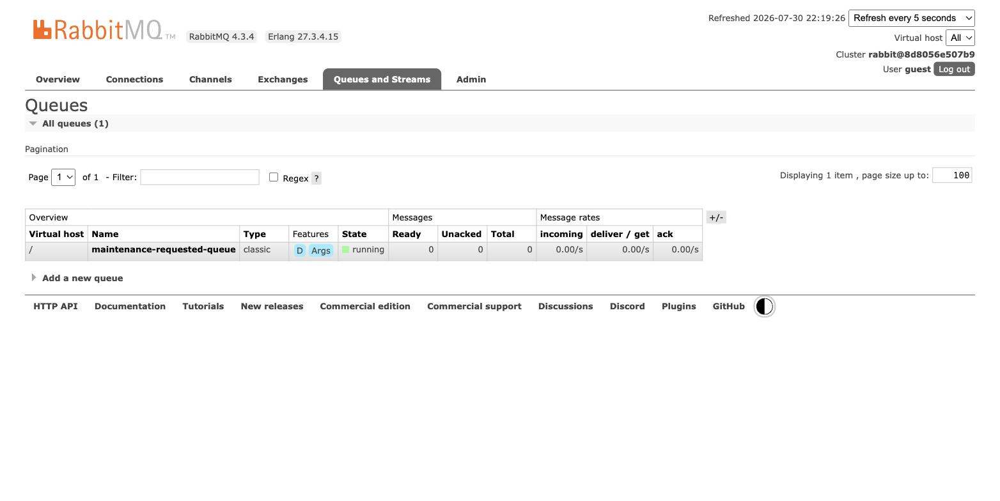 Refreshed 2026-07-30 22:19:26 Refresh every 5 seconds
RabbitMQ TM RabbitMQ 4.3.4 Erlang 27.3.4.15
Virtual host All
Cluster rabbit@8d8056e507b9
User guest Log out
Overview Connections Channels Exchanges Queues and Streams Admin
Queues
All queues (1)
Pagination
Page 1 of 1 - Filter: Regex ? Displaying 1 item , page size up to: 100
Overview Messages Message rates +/-
Virtual host Name Type Features State Ready Unacked Total incoming deliver / get ack
/ maintenance-requested-queue classic D Args running 0 0 0 0.00/s 0.00/s 0.00/s
Add a new queue
HTTP API Documentation Tutorials New releases Commercial edition Commercial support Discussions Discord Plugins GitHub